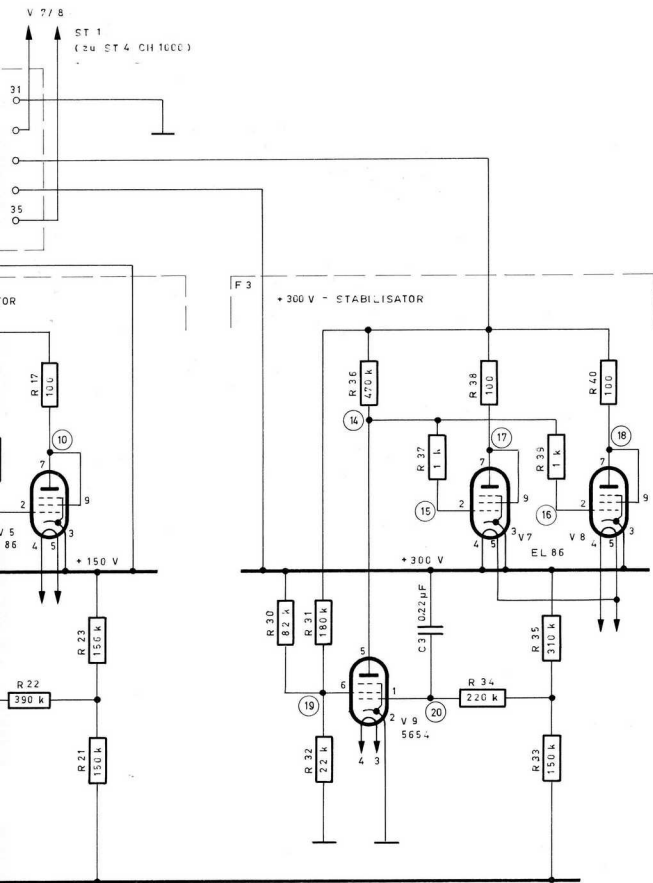 V 7/8
ST 1
(zu ST 4 CH 1000)
31
35
TOR
F 3
+ 300 V - STABILISATOR
R 17
100
R 36
470 k
R 38
100
R 40
100
10
14
17
18
7
9
2
R 37
1 k
R 39
1 k
15
16
7
9
2
3
4
5
7
9
2
3
4
5
V 5
86
4
5
3
V 7
EL 86
V 8
+ 150 V
+300 V
R 23
156 k
R 30
82 k
R 31
180 k
C 3
0.22 µF
R 35
310 k
R 22
390 k
5
6
1
2
19
20
R 34
220 k
V 9
5654
4
3
R 21
150 k
R 32
22 k
R 33
150 k